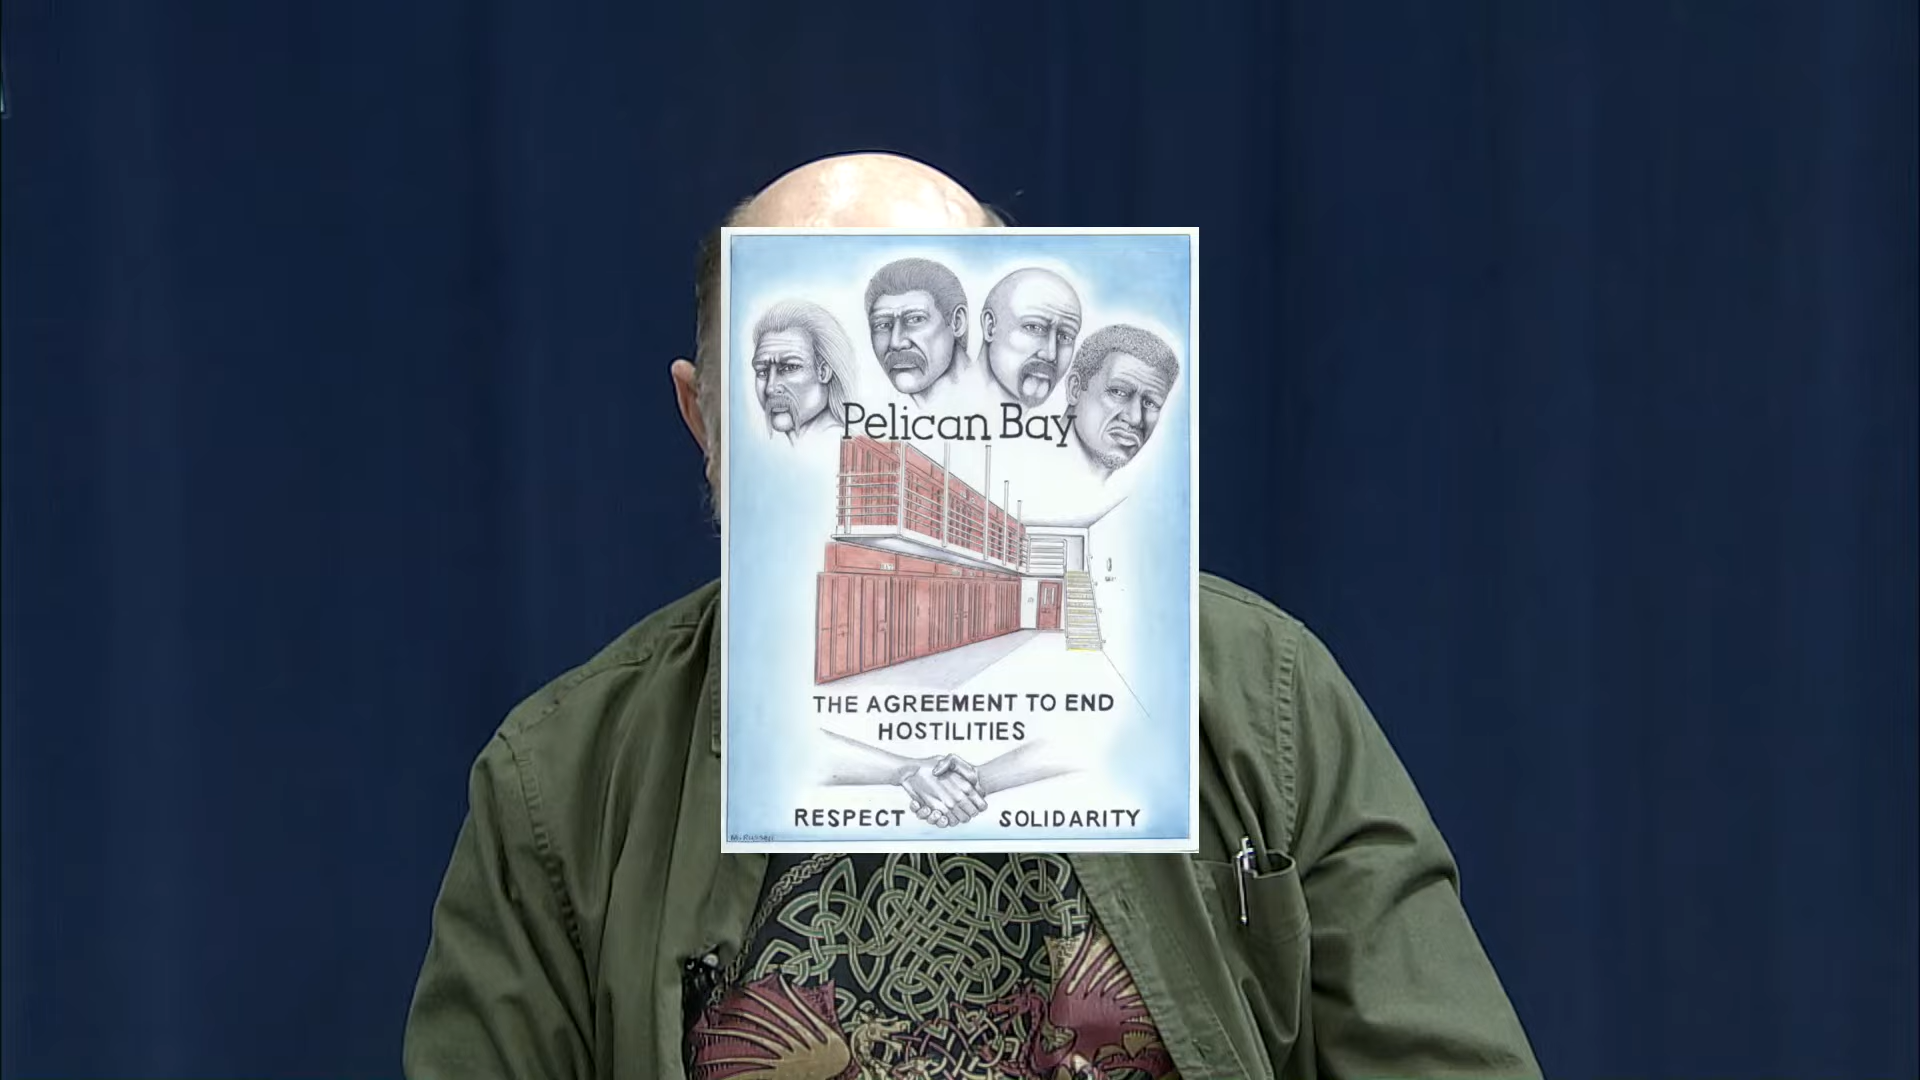 Pelican Bay
THE AGREEMENT TO END
HOSTILITIES
RESPECT SOLIDARITY